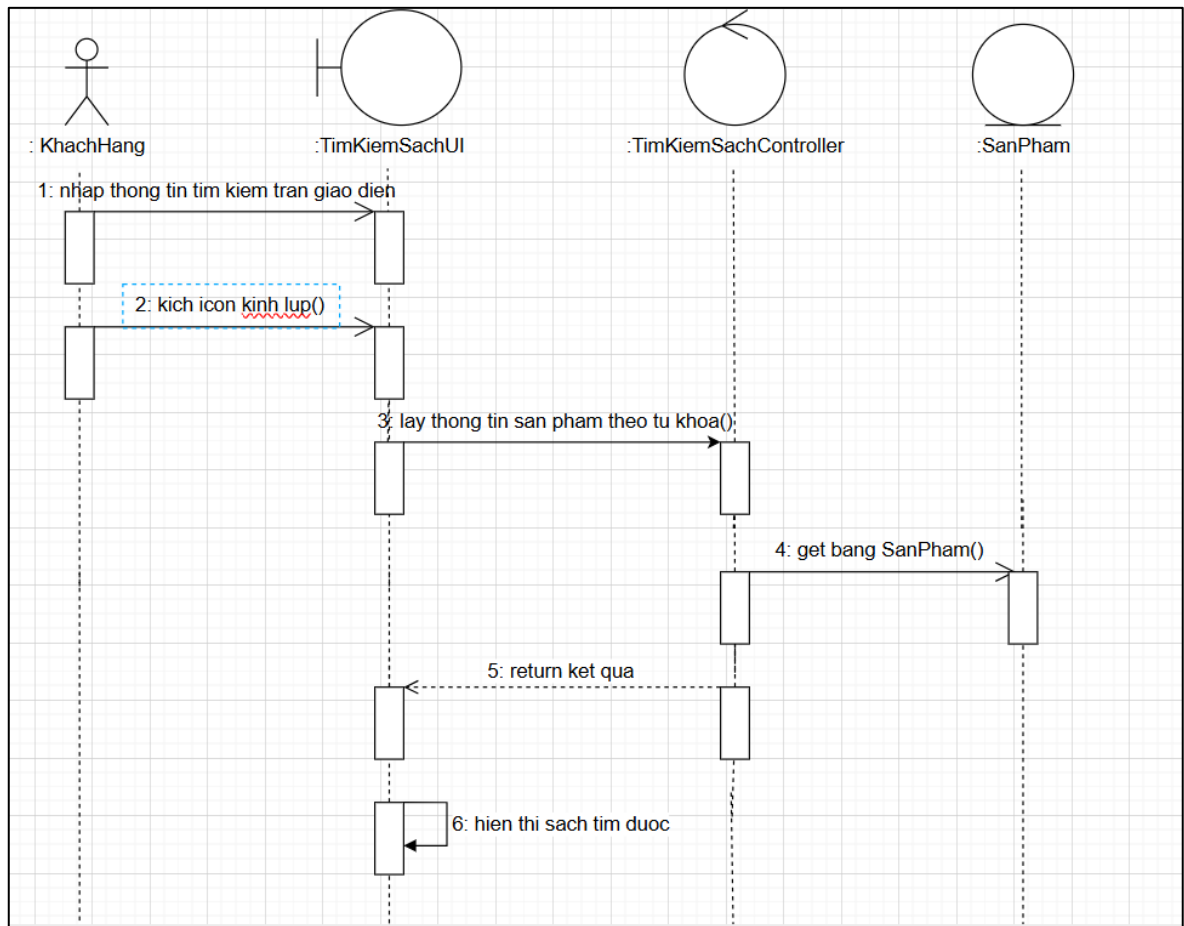 : KhachHang
:TimKiemSachUI
:TimKiemSachController
:SanPham
1: nhap thong tin tim kiem tran giao dien
2: kich icon kinh lup()
3: lay thong tin san pham theo tu khoa()
4: get bang SanPham()
5: return ket qua
6: hien thi sach tim duoc